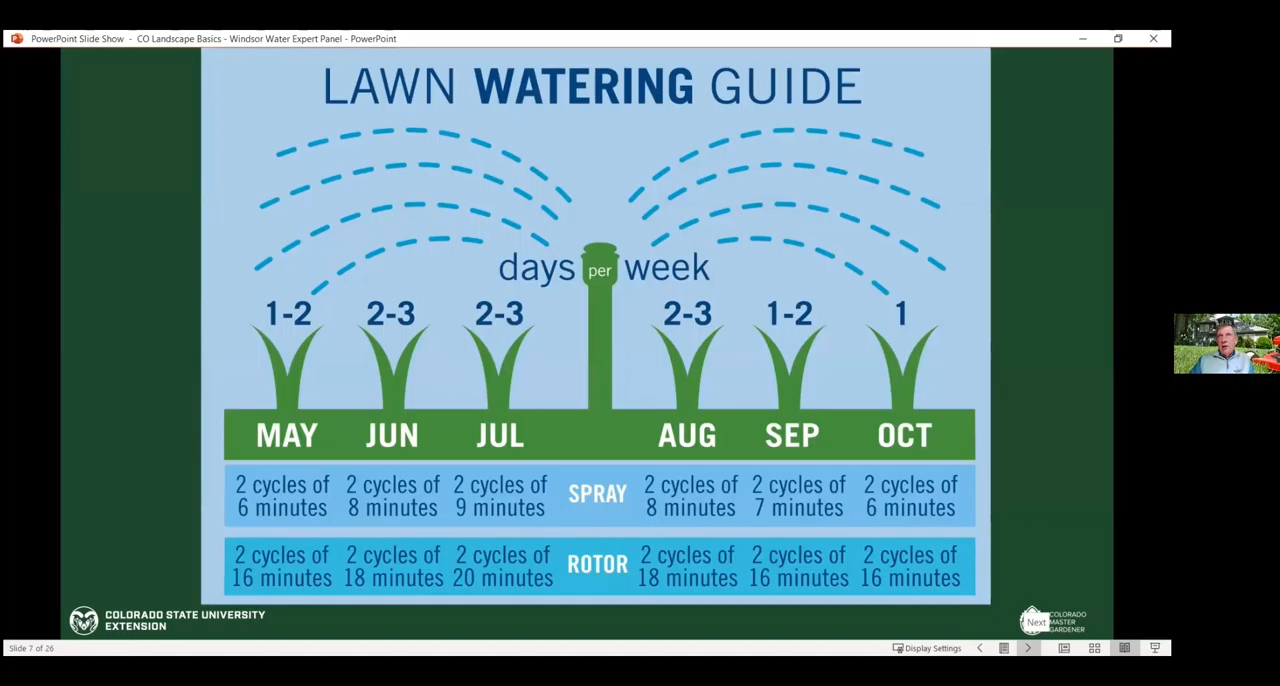 PowerPoint Slide Show - CO Landscape Basics - Windsor Water Expert Panel - PowerPoint
LAWN WATERING GUIDE
days per week
1-2 2-3 2-3 2-3 1-2 1
MAY JUN JUL AUG SEP OCT
2 cycles of 2 cycles of 2 cycles of SPRAY 2 cycles of 2 cycles of 2 cycles of
6 minutes 8 minutes 9 minutes 8 minutes 7 minutes 6 minutes
2 cycles of 2 cycles of 2 cycles of ROTOR 2 cycles of 2 cycles of 2 cycles of
16 minutes 18 minutes 20 minutes 18 minutes 16 minutes 16 minutes
COLORADO STATE UNIVERSITY
EXTENSION
COLORADO
Next MASTER
GARDENER
Slide 7 of 26 Display Settings